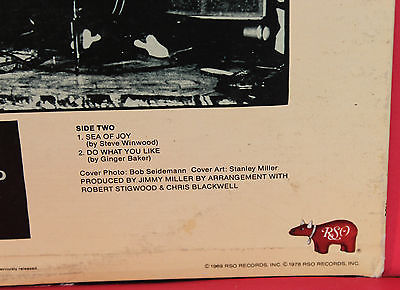 SIDE TWO
1. SEA OF JOY
(by Steve Winwood)
2. DO WHAT YOU LIKE
(by Ginger Baker)
Cover Photo: Bob Seidemann Cover Art: Stanley Miller
PRODUCED BY JIMMY MILLER BY ARRANGEMENT WITH
ROBERT STIGWOOD & CHRIS BLACKWELL
D
RSO
released.
© 1969 RSO RECORDS, INC. © 1978 RSO RECORDS, INC.